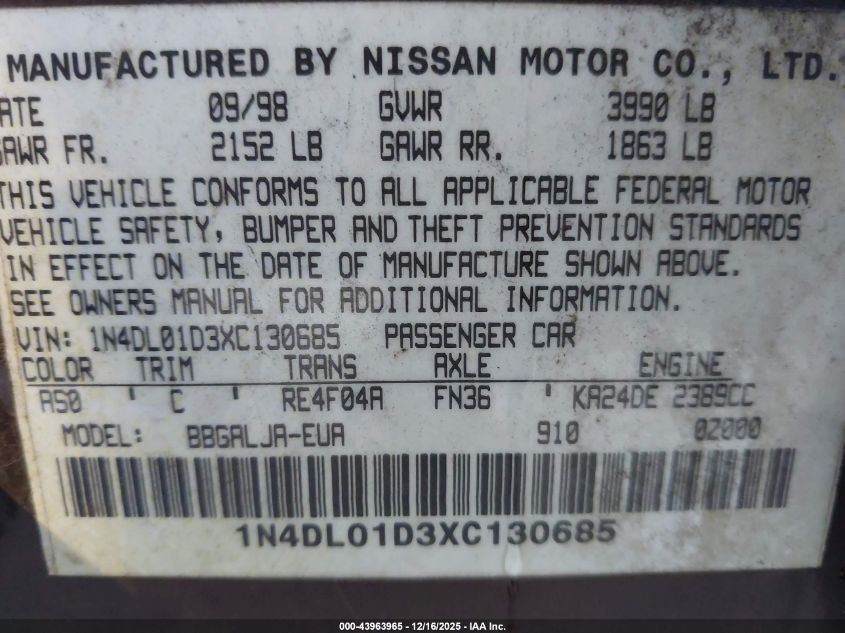 MANUFACTURED BY NISSAN MOTOR CO., LTD.
ATE 09/98 GVWR 3990 LB
GAWR FR. 2152 LB GAWR RR. 1863 LB
THIS VEHICLE CONFORMS TO ALL APPLICABLE FEDERAL MOTOR
VEHICLE SAFETY, BUMPER AND THEFT PREVENTION STANDARDS
IN EFFECT ON THE DATE OF MANUFACTURE SHOWN ABOVE.
SEE OWNERS MANUAL FOR ADDITIONAL INFORMATION.
VIN: 1N4DL01D3XC130685 PASSENGER CAR
COLOR TRIM TRANS AXLE ENGINE
AS0 ' C ' RE4F04A FN36 ' KA24DE 2389CC
MODEL: BBGALJA-EUA 910 0Z000
1N4DL01D3XC130685
000-43963965 - 12/16/2025 - IAA Inc.